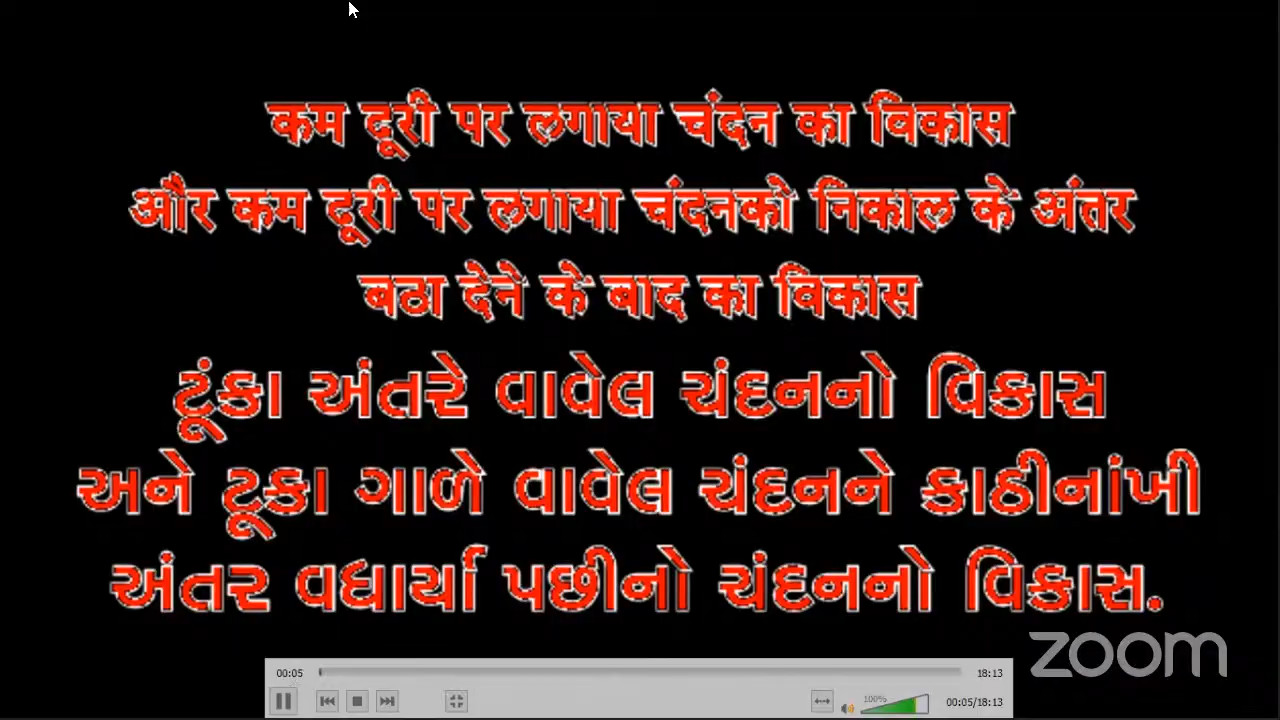 कम दूरी पर लगाया चंदन का विकास
और कम दूरी पर लगाया चंदनको निकाल के अंतर
बठा देने के बाद का विकास
ટૂંકા અંતરે વાવેલ ચંદનનો વિકાસ
અને ટૂકા ગાળે વાવેલ ચંદનને કાઠીનાંખી
અંતર વધાર્યા પછીનો ચંદનનો વિકાસ.
zoom
00:05 18:13
100% 00:05/18:13